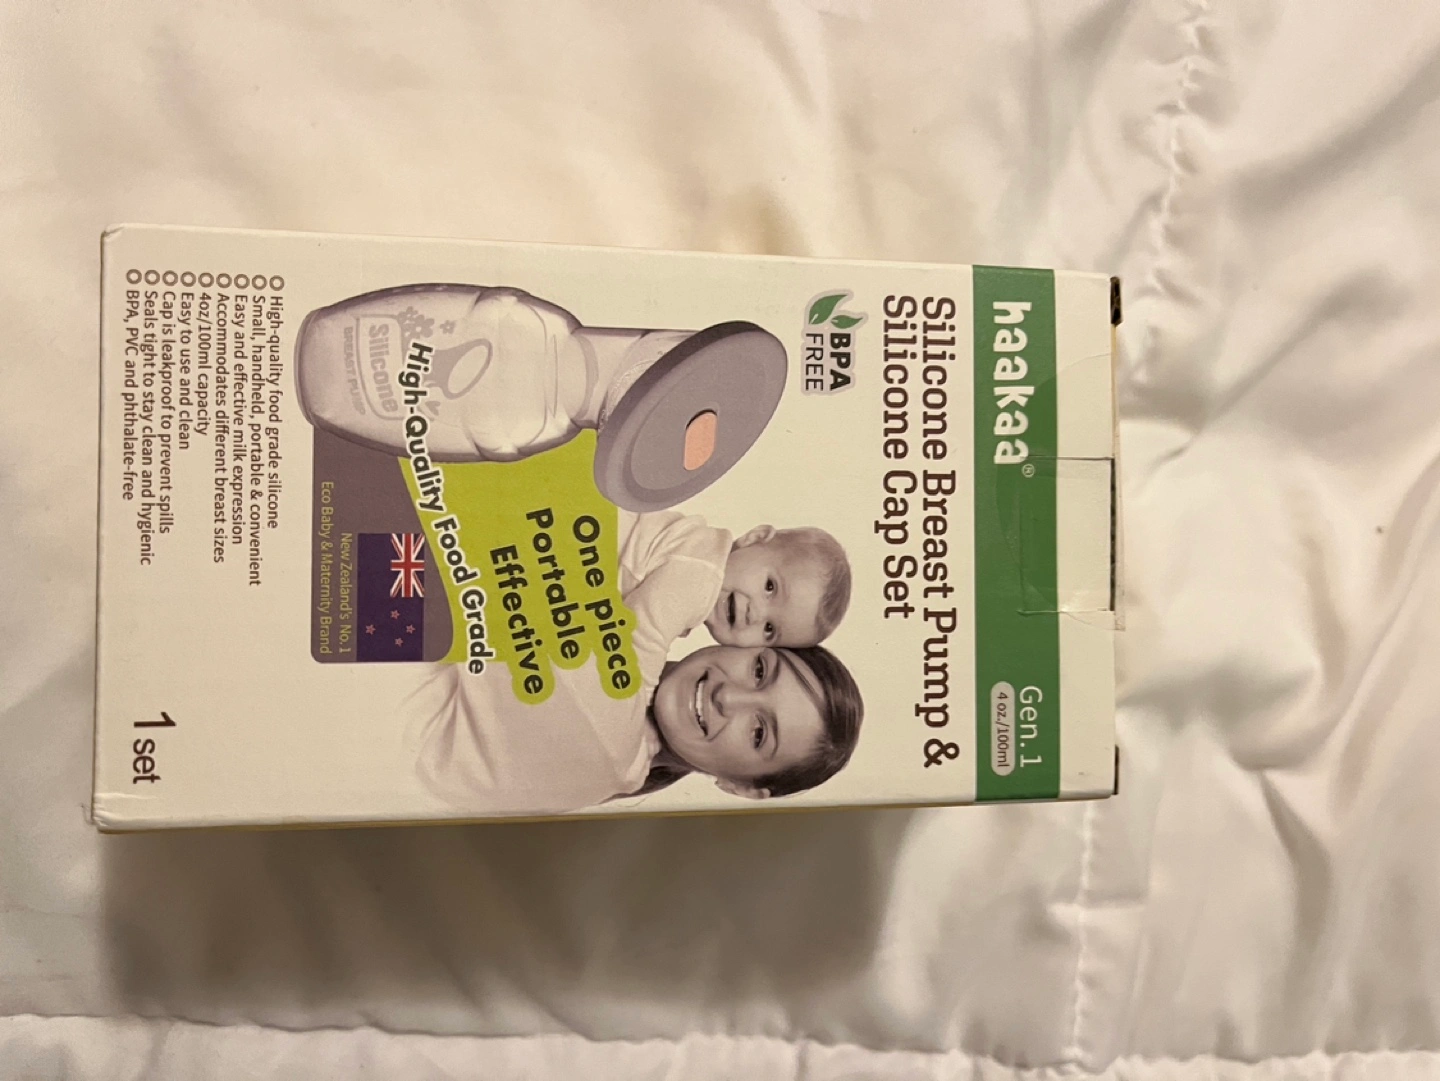 haakaa®
Gen.1
4 oz./100ml
Silicone Breast Pump &
Silicone Cap Set
BPA
FREE
One piece
Portable
Effective
Silicone
BREAST PUMP
High-Quality Food Grade
New Zealand's No.1
Eco Baby & Maternity Brand
High-quality food grade silicone
Small, handheld, portable & convenient
Easy and effective milk expression
Accommodates different breast sizes
4oz/100ml capacity
Easy to use and clean
Cap is leakproof to prevent spills
Seals tight to stay clean and hygienic
BPA, PVC and phthalate-free
1 set